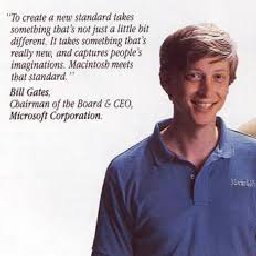 "To create a new standard takes
something that's not just a little bit
different. It takes something that's
really new, and captures people's
imaginations. Macintosh meets
that standard."
Bill Gates,
Chairman of the Board & CEO,
Microsoft Corporation.